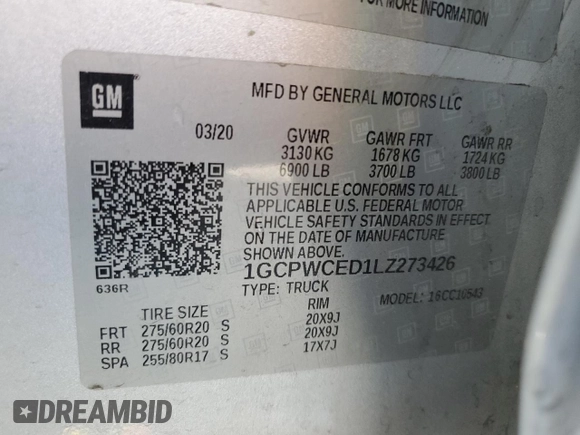 FOR MORE INFORMATION
GM
MFD BY GENERAL MOTORS LLC
03/20 GVWR GAWR FRT GAWR RR
3130 KG 1678 KG 1724 KG
6900 LB 3700 LB 3800 LB
THIS VEHICLE CONFORMS TO ALL
APPLICABLE U.S. FEDERAL MOTOR
VEHICLE SAFETY STANDARDS IN EFFECT
ON THE DATE OF MANUFACTURE
SHOWN ABOVE.
1GCPWCED1LZ273426
636R
TYPE: TRUCK MODEL: 16CC10543
TIRE SIZE RIM
FRT 275/60R20 S 20X9J
RR 275/60R20 S 20X9J
SPA 255/80R17 S 17X7J
DREAMBID